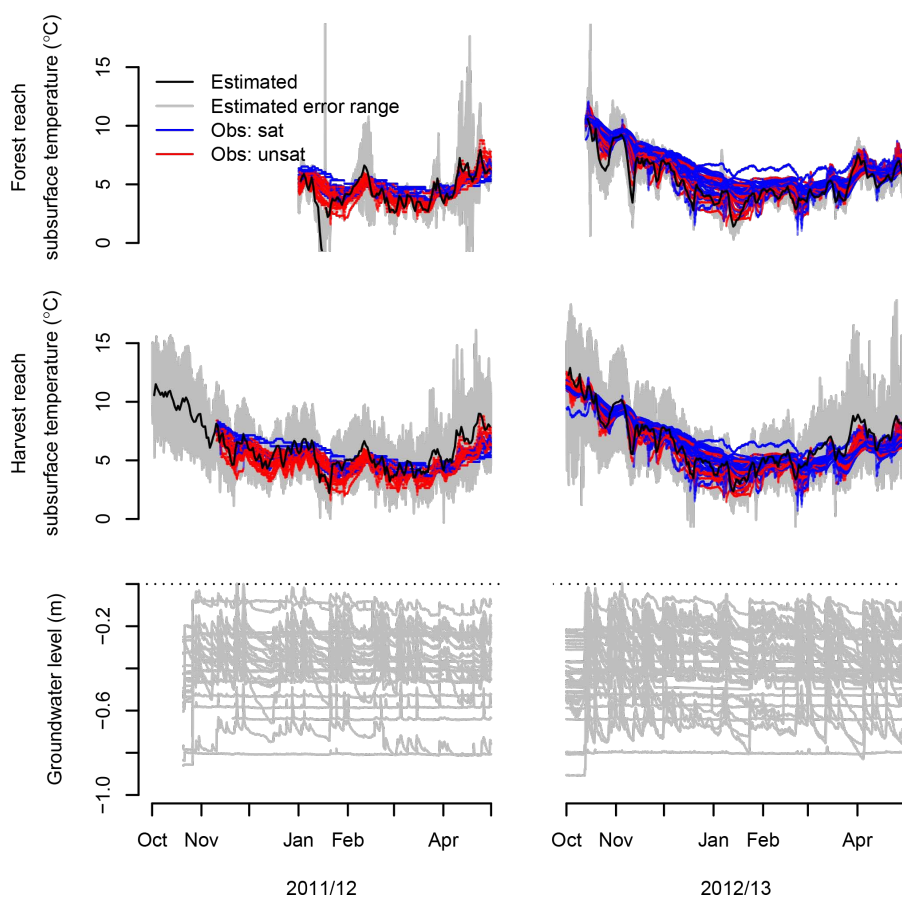 Forest reach
subsurface temperature (°C)
15
10
5
0
Estimated
Estimated error range
Obs: sat
Obs: unsat
Harvest reach
subsurface temperature (°C)
15
10
5
0
Groundwater level (m)
−0.2
−0.6
−1.0
Oct Nov Jan Feb Apr Oct Nov Jan Feb Apr
2011/12 2012/13